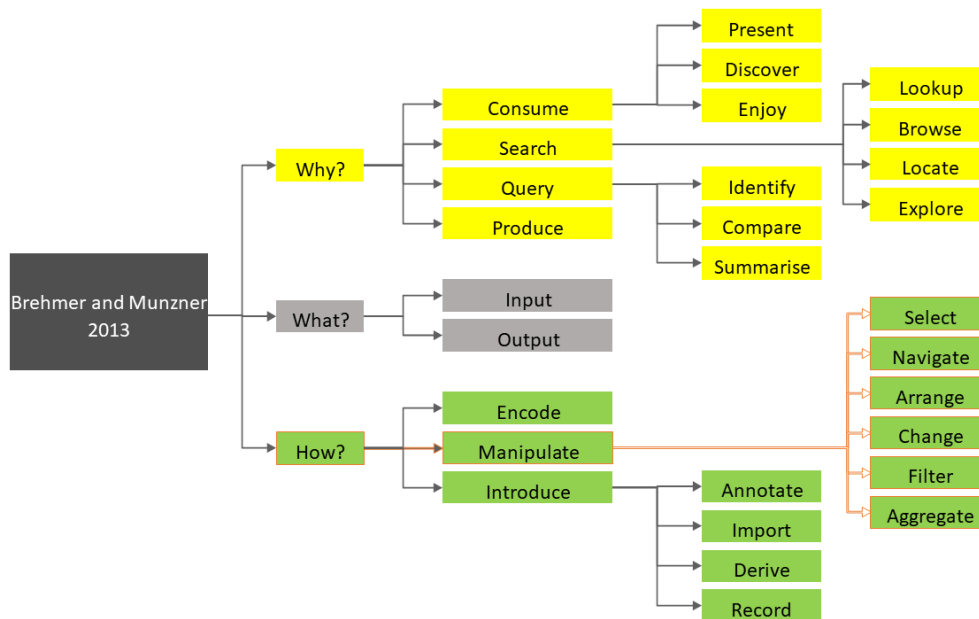 Present
Discover
Enjoy
Consume
Search
Query
Produce
Why?
Lookup
Browse
Locate
Explore
Identify
Compare
Summarise
Brehmer and Munzner
2013
What?
Input
Output
How?
Encode
Manipulate
Introduce
Select
Navigate
Arrange
Change
Filter
Aggregate
Annotate
Import
Derive
Record